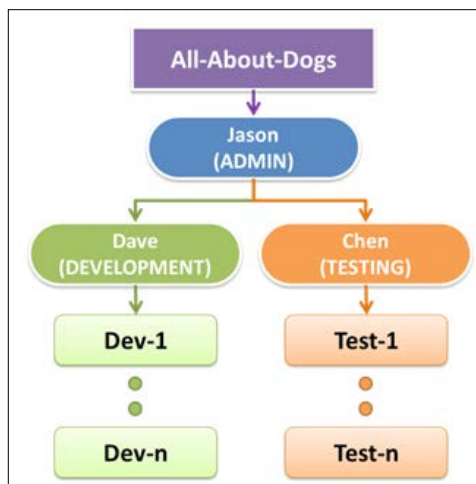 All-About-Dogs
Jason
(ADMIN)
Dave
(DEVELOPMENT)
Chen
(TESTING)
Dev-1
Test-1
Dev-n
Test-n